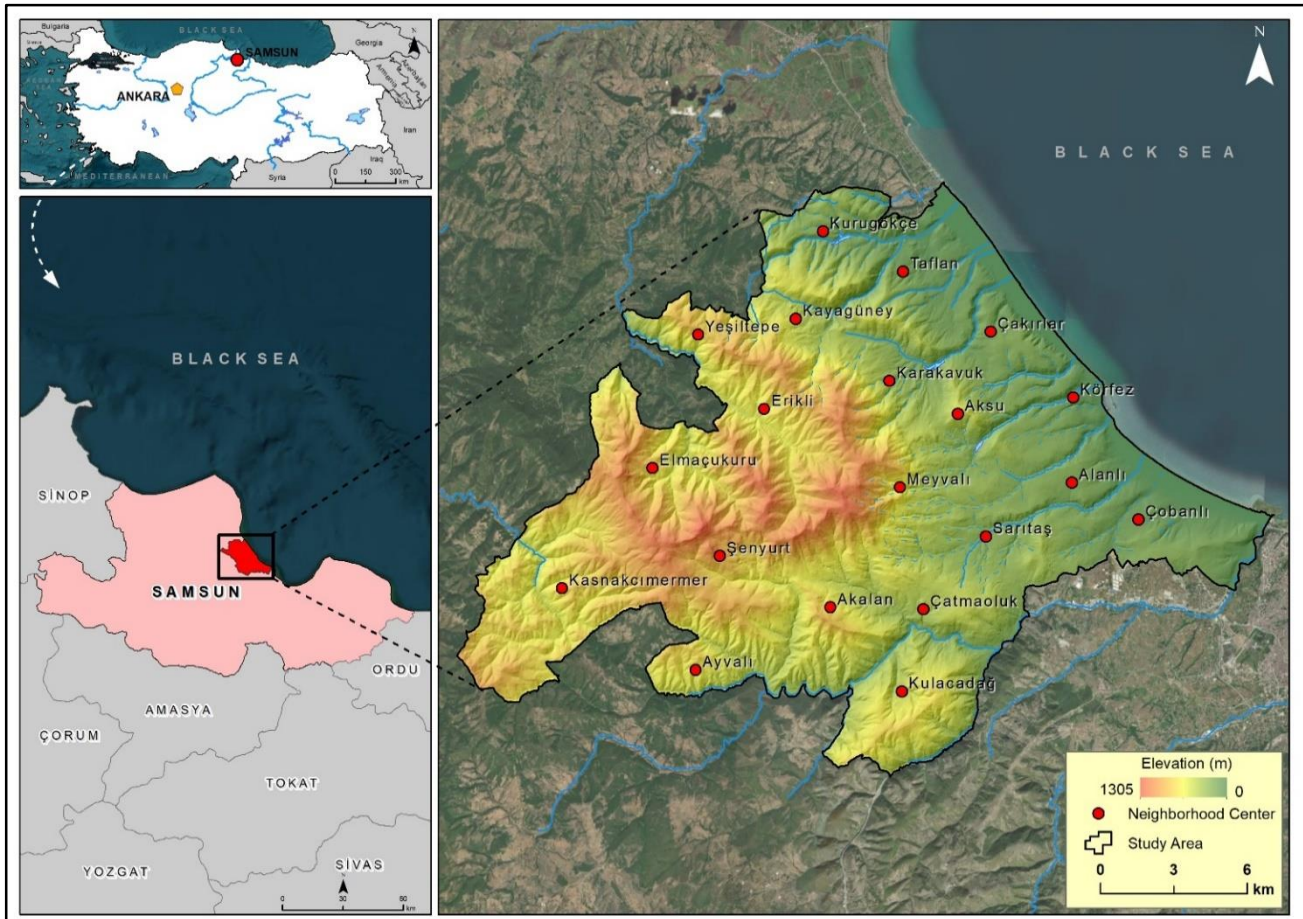 Bulgaria
BLACK SEA
N
Georgia
SAMSUN
Azerbaijan
Armenia
ANKARA
Iran
Iraq
0 150 300
km
MEDITERRANEAN
Syria
BLACK SEA
SİNOP
SAMSUN
ORDU
AMASYA
ÇORUM
TOKAT
YOZGAT
SİVAS
N
0 30 60
km
N
BLACK SEA
Kurugökçe
Taflan
Kayagüney
Yeşiltepe
Çakırlar
Karakavuk
Körfez
Erikli
Aksu
Elmaçukuru
Meyvalı
Alanlı
Çobanlı
Sarıtaş
Şenyurt
Kasnakcımermer
Akalan
Çatmaoluk
Ayvalı
Kulacadağ
Elevation (m)
1305 0
Neighborhood Center
Study Area
0 3 6
km